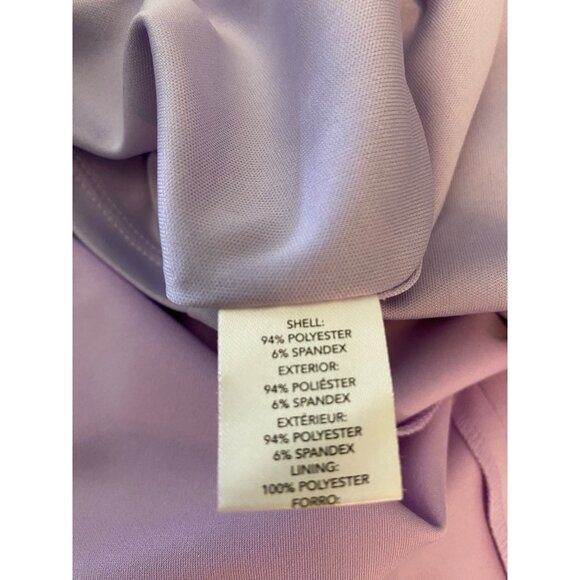 SHELL:
94% POLYESTER
6% SPANDEX
EXTERIOR:
94% POLIÉSTER
6% SPANDEX
EXTÉRIEUR:
94% POLYESTER
6% SPANDEX
LINING:
100% POLYESTER
FORRO: